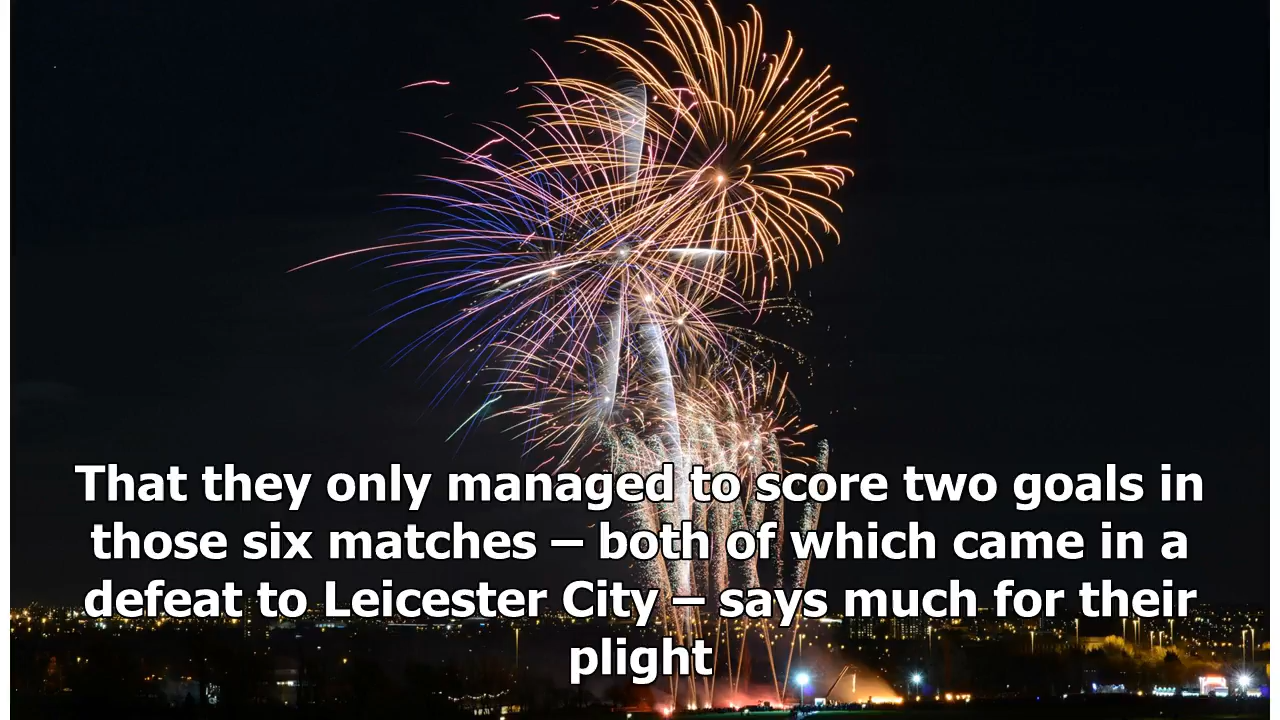 That they only managed to score two goals in
those six matches – both of which came in a
defeat to Leicester City – says much for their
plight